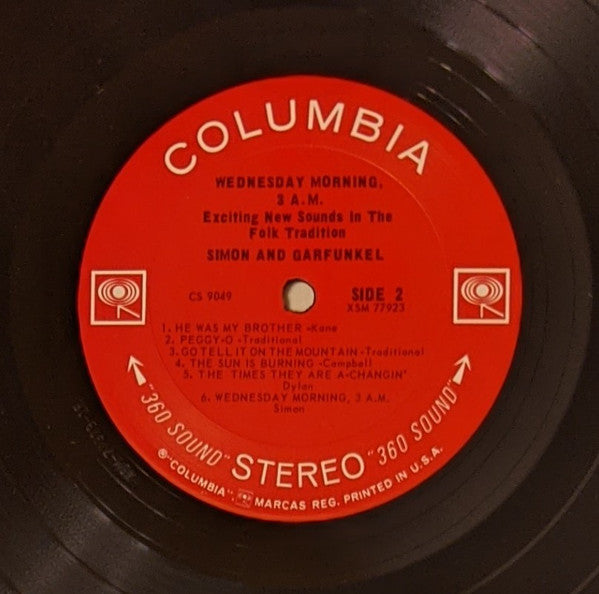 COLUMBIA
WEDNESDAY MORNING,
3 A.M.
Exciting New Sounds In The
Folk Tradition
SIMON AND GARFUNKEL
CS 9049
SIDE 2
XSM 77923
1. HE WAS MY BROTHER -Kane
2. PEGGY-O -Traditional
3. GO TELL IT ON THE MOUNTAIN -Traditional
4. THE SUN IS BURNING -Campbell
5. THE TIMES THEY ARE A-CHANGIN'
Dylan
6. WEDNESDAY MORNING, 3 A.M.
Simon
"360 SOUND" STEREO "360 SOUND"
® "COLUMBIA", MARCAS REG. PRINTED IN U.S.A.